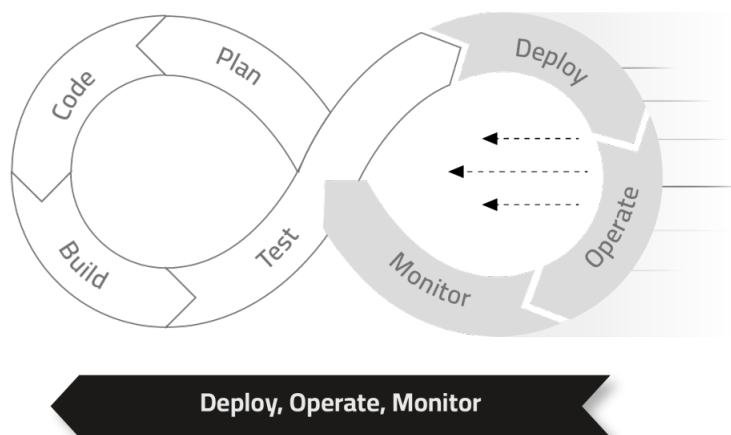 Plan
Code
Build
Test
Deploy
Operate
Monitor
Deploy, Operate, Monitor